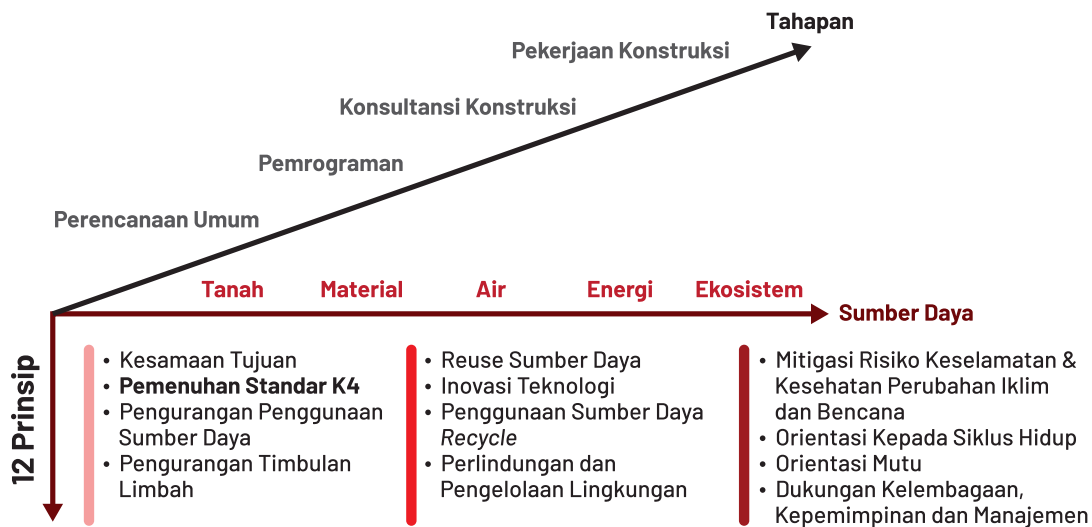 Tahapan
Pekerjaan Konstruksi
Konsultansi Konstruksi
Pemrograman
Perencanaan Umum
Tanah
Material
Air
Energi
Ekosistem
Sumber Daya
12 Prinsip
• Kesamaan Tujuan
• Pemenuhan Standar K4
• Pengurangan Penggunaan
Sumber Daya
• Pengurangan Timbulan
Limbah
• Reuse Sumber Daya
• Inovasi Teknologi
• Penggunaan Sumber Daya
Recycle
• Perlindungan dan
Pengelolaan Lingkungan
• Mitigasi Risiko Keselamatan &
Kesehatan Perubahan Iklim
dan Bencana
• Orientasi Kepada Siklus Hidup
• Orientasi Mutu
• Dukungan Kelembagaan,
Kepemimpinan dan Manajemen